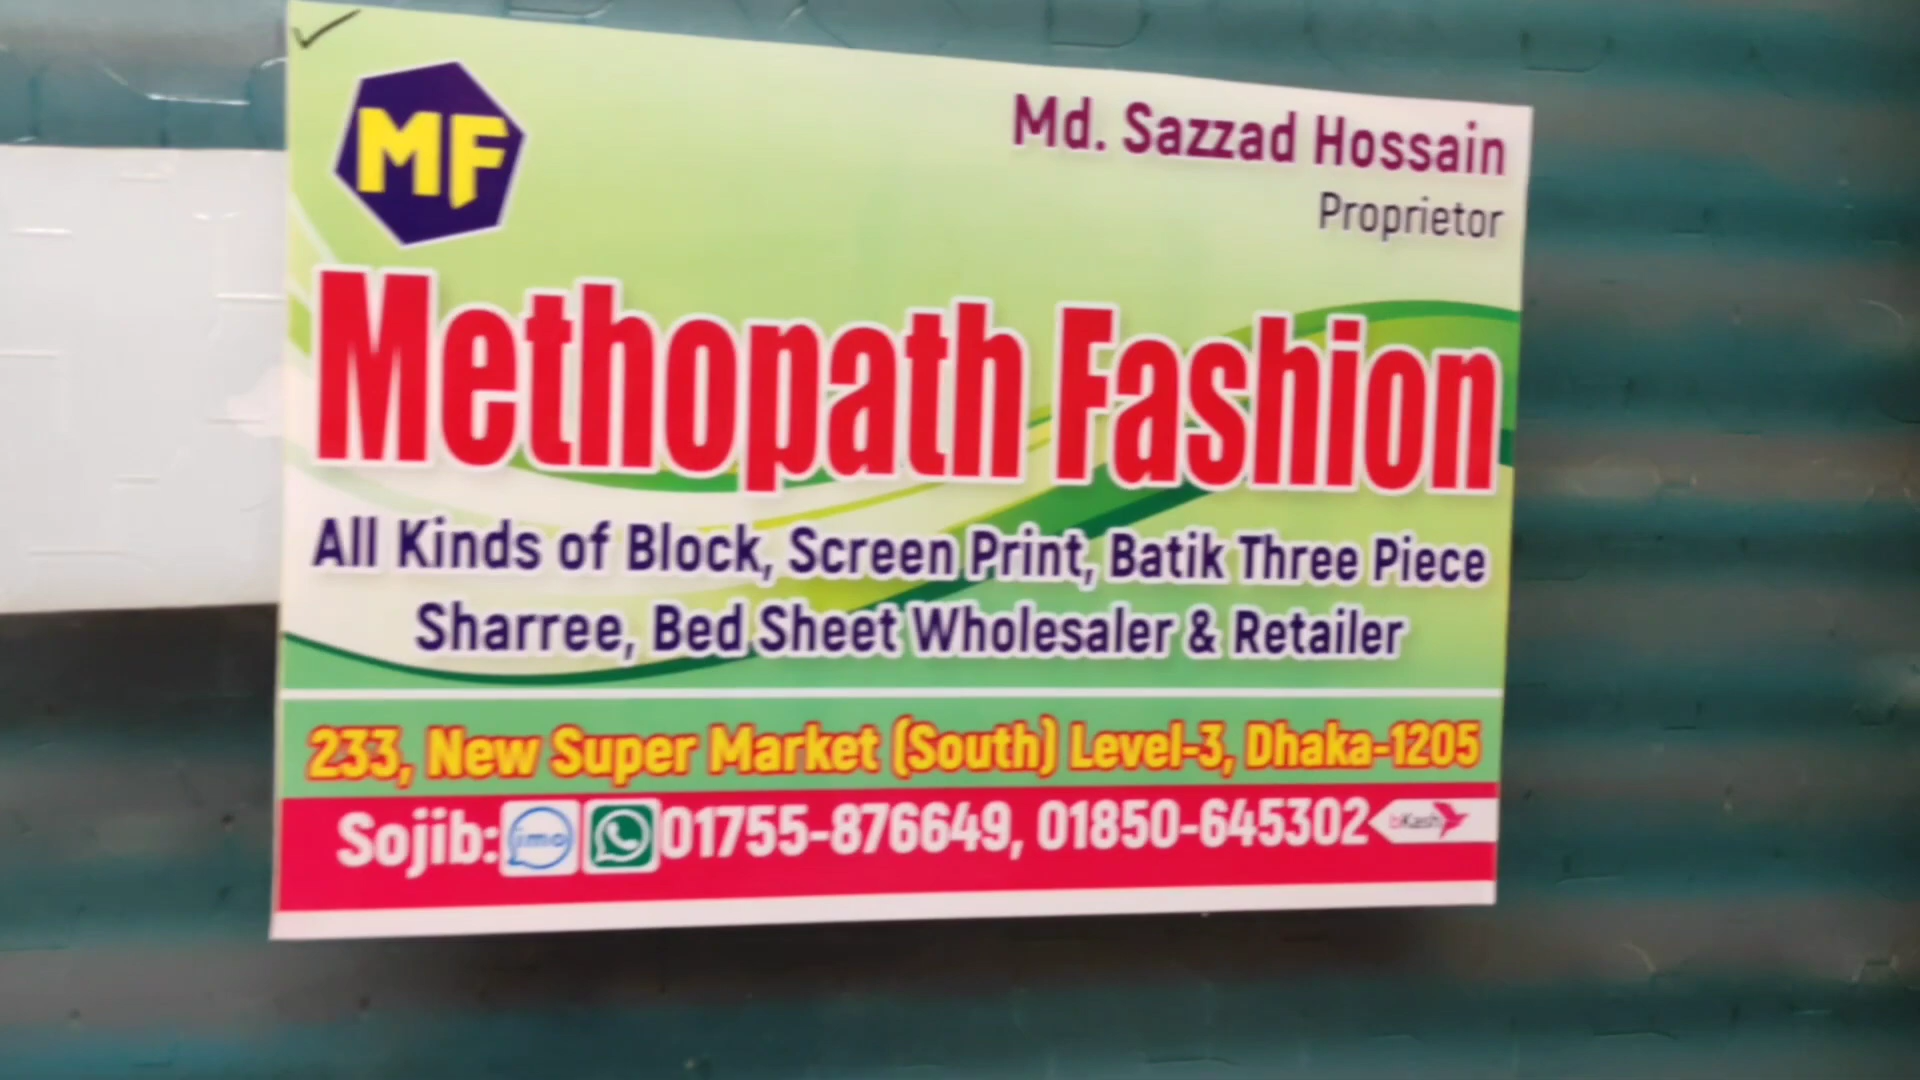 MF
Md. Sazzad Hossain
Proprietor
Methopath Fashion
All Kinds of Block, Screen Print, Batik Three Piece
Sharree, Bed Sheet Wholesaler & Retailer
233, New Super Market (South) Level-3, Dhaka-1205
Sojib: imo 01755-876649, 01850-645302 bKash